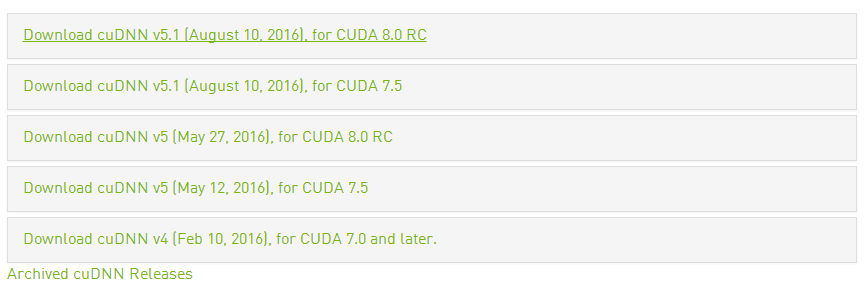 Download cuDNN v5.1 (August 10, 2016), for CUDA 8.0 RC
Download cuDNN v5.1 (August 10, 2016), for CUDA 7.5
Download cuDNN v5 (May 27, 2016), for CUDA 8.0 RC
Download cuDNN v5 (May 12, 2016), for CUDA 7.5
Download cuDNN v4 (Feb 10, 2016), for CUDA 7.0 and later.
Archived cuDNN Releases